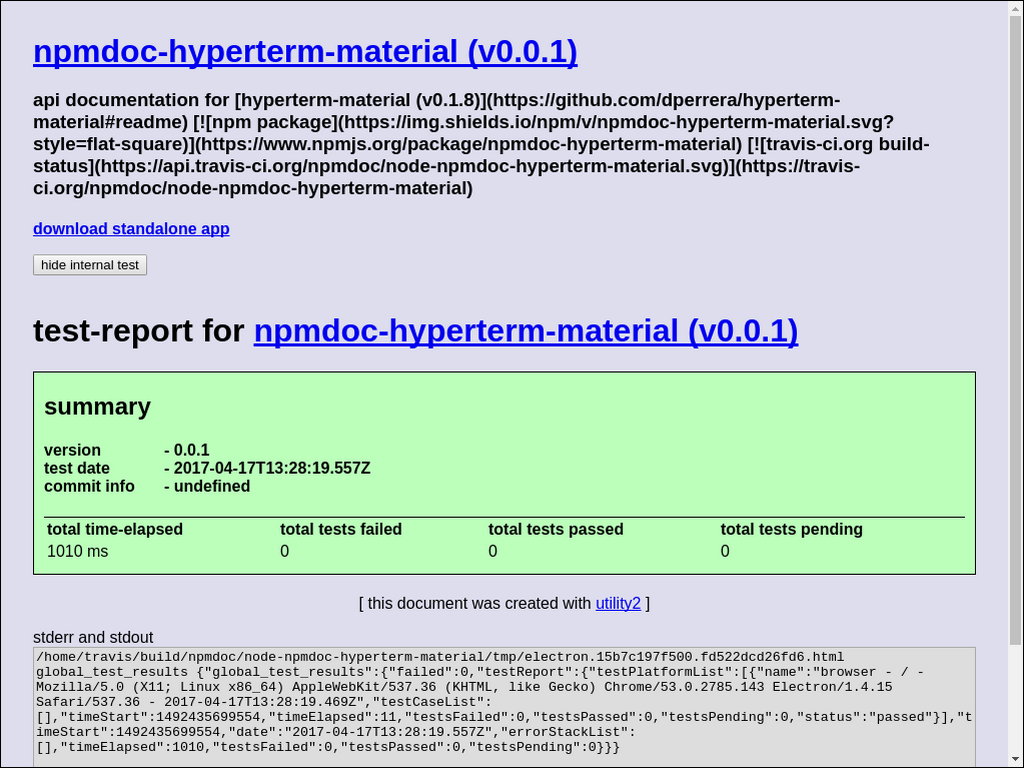 npmdoc-hyperterm-material (v0.0.1)
api documentation for [hyperterm-material (v0.1.8)](https://github.com/dperrera/hyperterm-
material#readme) [![npm package](https://img.shields.io/npm/v/npmdoc-hyperterm-material.svg?
style=flat-square)](https://www.npmjs.org/package/npmdoc-hyperterm-material) [![travis-ci.org build-
status](https://api.travis-ci.org/npmdoc/node-npmdoc-hyperterm-material.svg)](https://travis-
ci.org/npmdoc/node-npmdoc-hyperterm-material)
download standalone app
hide internal test
test-report for npmdoc-hyperterm-material (v0.0.1)
summary
version - 0.0.1
test date - 2017-04-17T13:28:19.557Z
commit info - undefined
total time-elapsed total tests failed total tests passed total tests pending
1010 ms 0 0 0
[ this document was created with utility2 ]
stderr and stdout
/home/travis/build/npmdoc/node-npmdoc-hyperterm-material/tmp/electron.15b7c197f500.fd522dcd26fd6.html
global_test_results {"global_test_results":{"failed":0,"testReport":{"testPlatformList":[{"name":"browser - / -
Mozilla/5.0 (X11; Linux x86_64) AppleWebKit/537.36 (KHTML, like Gecko) Chrome/53.0.2785.143 Electron/1.4.15
Safari/537.36 - 2017-04-17T13:28:19.469Z","testCaseList":
[],"timeStart":1492435699554,"timeElapsed":11,"testsFailed":0,"testsPassed":0,"testsPending":0,"status":"passed"}],"t
imeStart":1492435699554,"date":"2017-04-17T13:28:19.557Z","errorStackList":
[],"timeElapsed":1010,"testsFailed":0,"testsPassed":0,"testsPending":0}}}